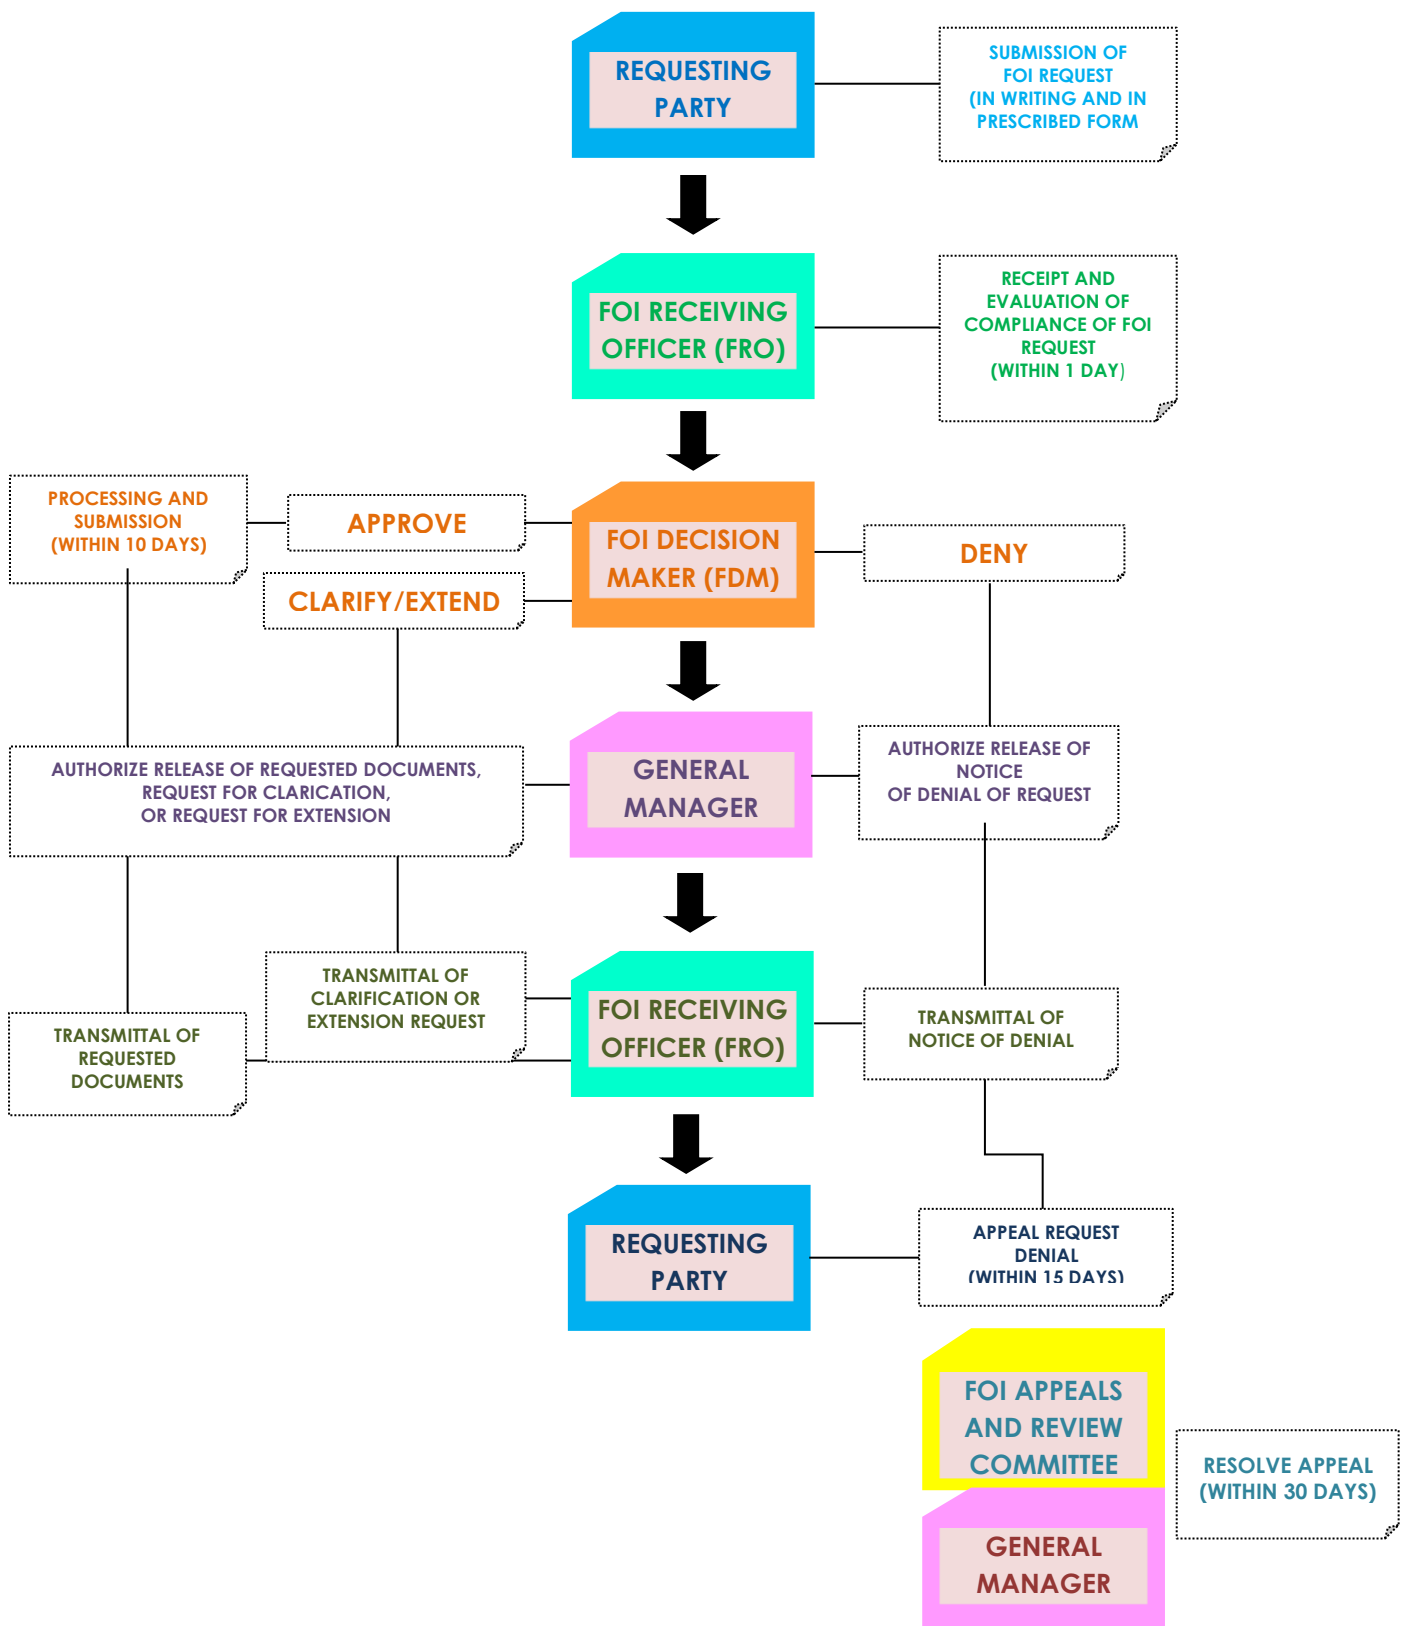 REQUESTING
PARTY
SUBMISSION OF
FOI REQUEST
(IN WRITING AND IN
PRESCRIBED FORM
FOI RECEIVING
OFFICER (FRO)
RECEIPT AND
EVALUATION OF
COMPLIANCE OF FOI
REQUEST
(WITHIN 1 DAY)
PROCESSING AND
SUBMISSION
(WITHIN 10 DAYS)
APPROVE
CLARIFY/EXTEND
FOI DECISION
MAKER (FDM)
DENY
AUTHORIZE RELEASE OF REQUESTED DOCUMENTS,
REQUEST FOR CLARICATION,
OR REQUEST FOR EXTENSION
GENERAL
MANAGER
AUTHORIZE RELEASE OF
NOTICE
OF DENIAL OF REQUEST
TRANSMITTAL OF
REQUESTED
DOCUMENTS
TRANSMITTAL OF
CLARIFICATION OR
EXTENSION REQUEST
FOI RECEIVING
OFFICER (FRO)
TRANSMITTAL OF
NOTICE OF DENIAL
REQUESTING
PARTY
APPEAL REQUEST
DENIAL
(WITHIN 15 DAYS)
FOI APPEALS
AND REVIEW
COMMITTEE
RESOLVE APPEAL
(WITHIN 30 DAYS)
GENERAL
MANAGER